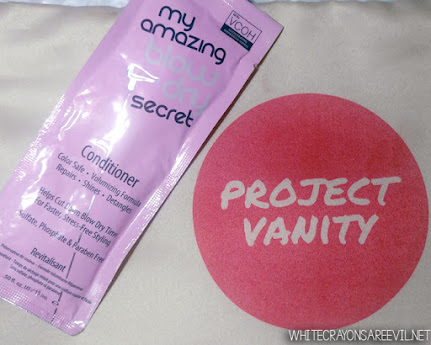 VCOH
my
amazing
blow
dry
secret
Conditioner
Color Safe • Volumizing Formula
Repairs • Shines • Detangles
Helps Cut Down Blow Dry Time
For Faster, Stress-Free Styling
Sulfate, Phosphate & Paraben Free
Revitalisant
PROJECT
VANITY
WHITECRAYONSAREEVIL.NET